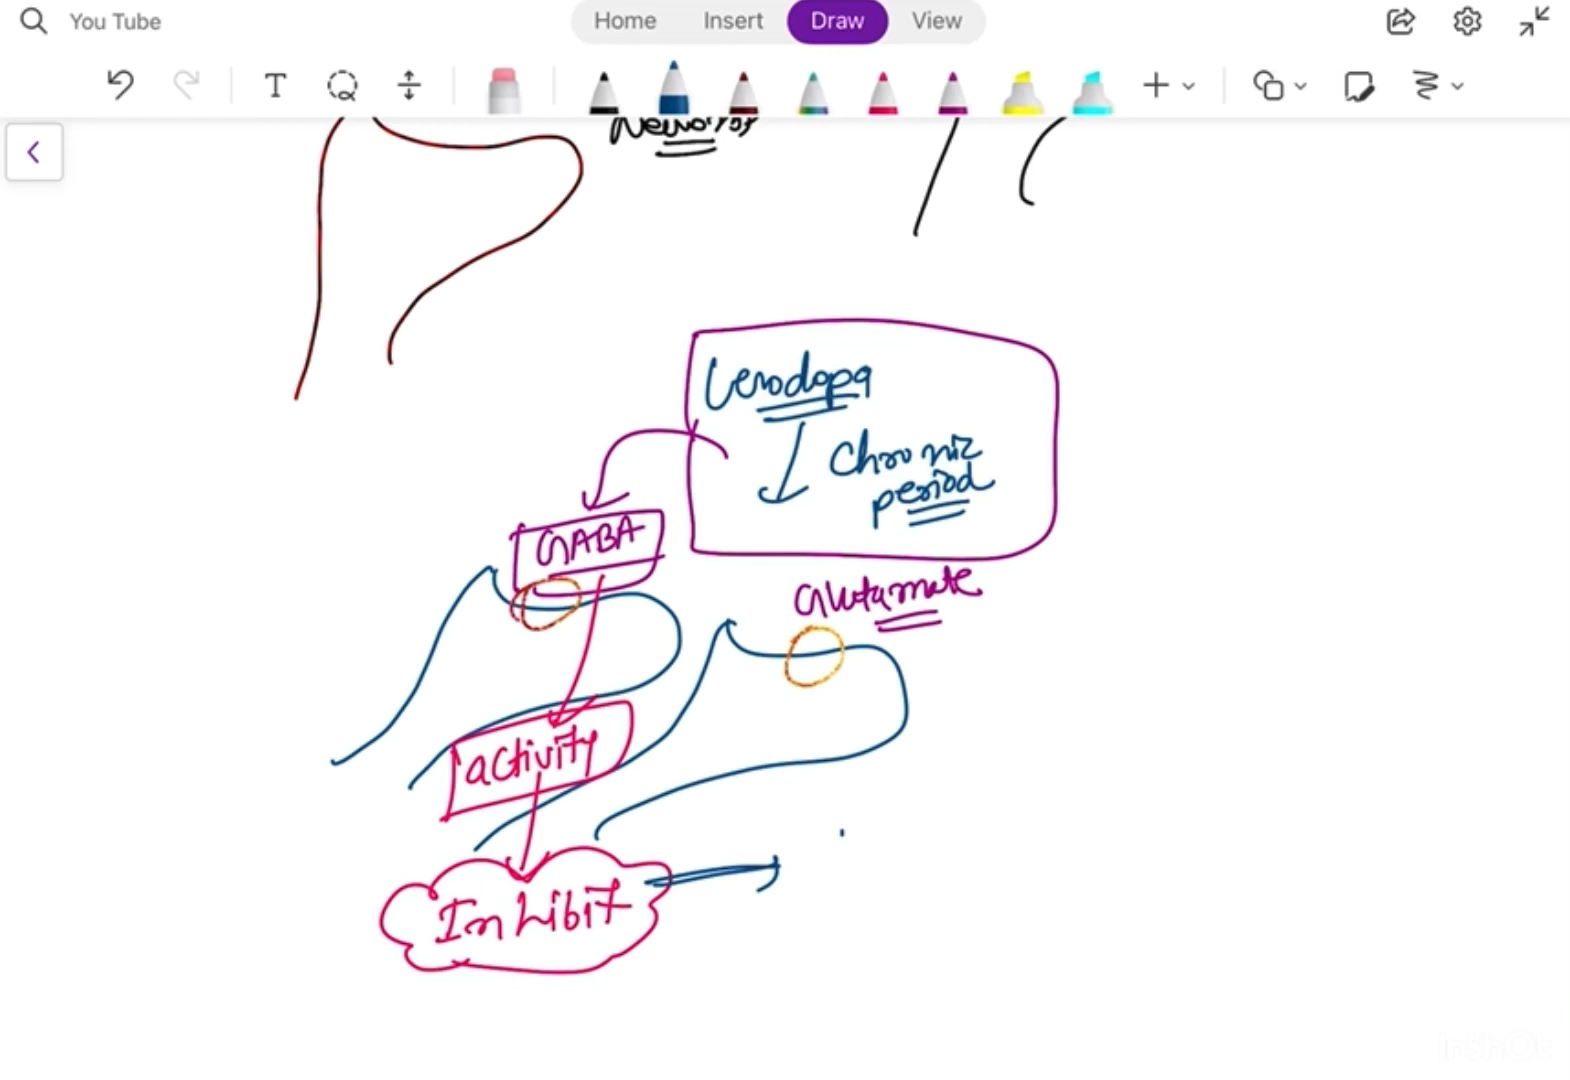 You Tube
Home Insert Draw View
Levodopa
Chronic
period
GABA
Glutamate
activity
Inhibit